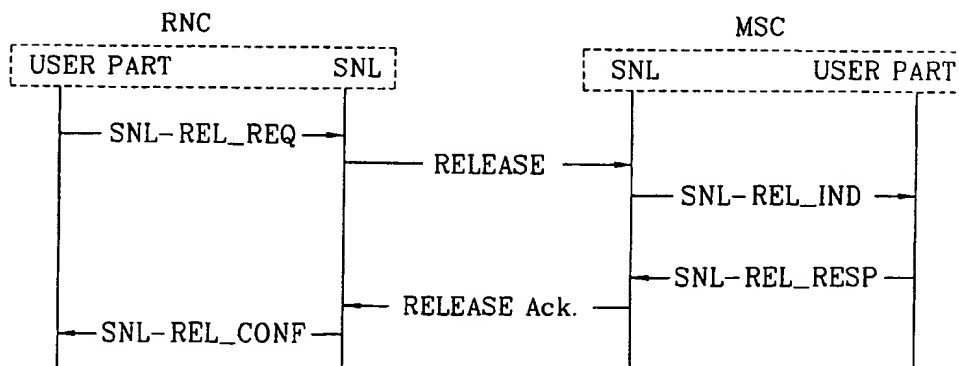 RNC
MSC
USER PART SNL
SNL USER PART
SNL-REL_REQ
RELEASE
SNL-REL_IND
SNL-REL_RESP
RELEASE Ack.
SNL-REL_CONF